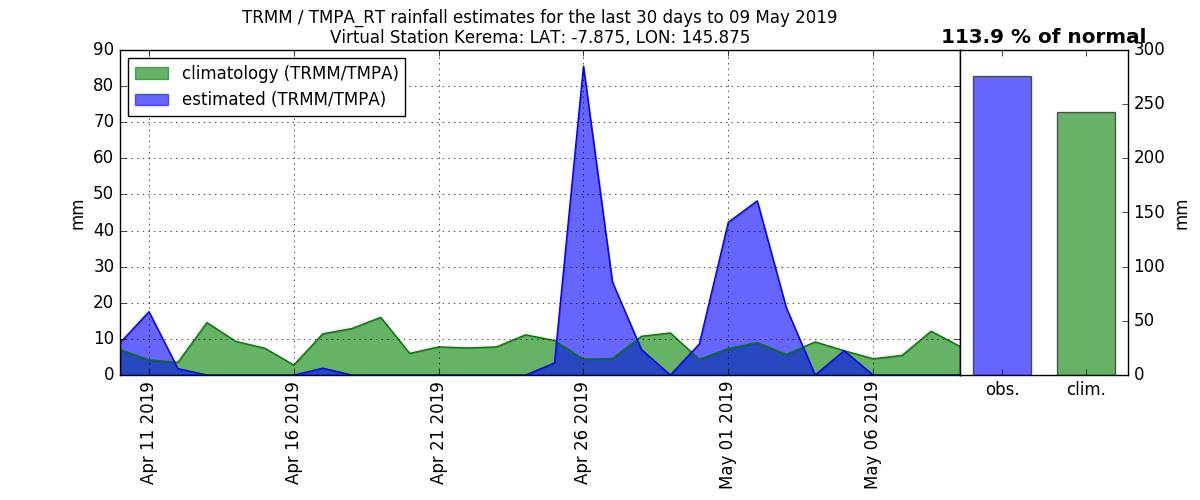 TRMM / TMPA_RT rainfall estimates for the last 30 days to 09 May 2019
Virtual Station Kerema: LAT: -7.875, LON: 145.875
113.9 % of normal
climatology (TRMM/TMPA)
estimated (TRMM/TMPA)
90
80
70
60
50
40
30
20
10
0
mm
Apr 11 2019
Apr 16 2019
Apr 21 2019
Apr 26 2019
May 01 2019
May 06 2019
300
250
200
150
100
50
0
mm
obs.
clim.